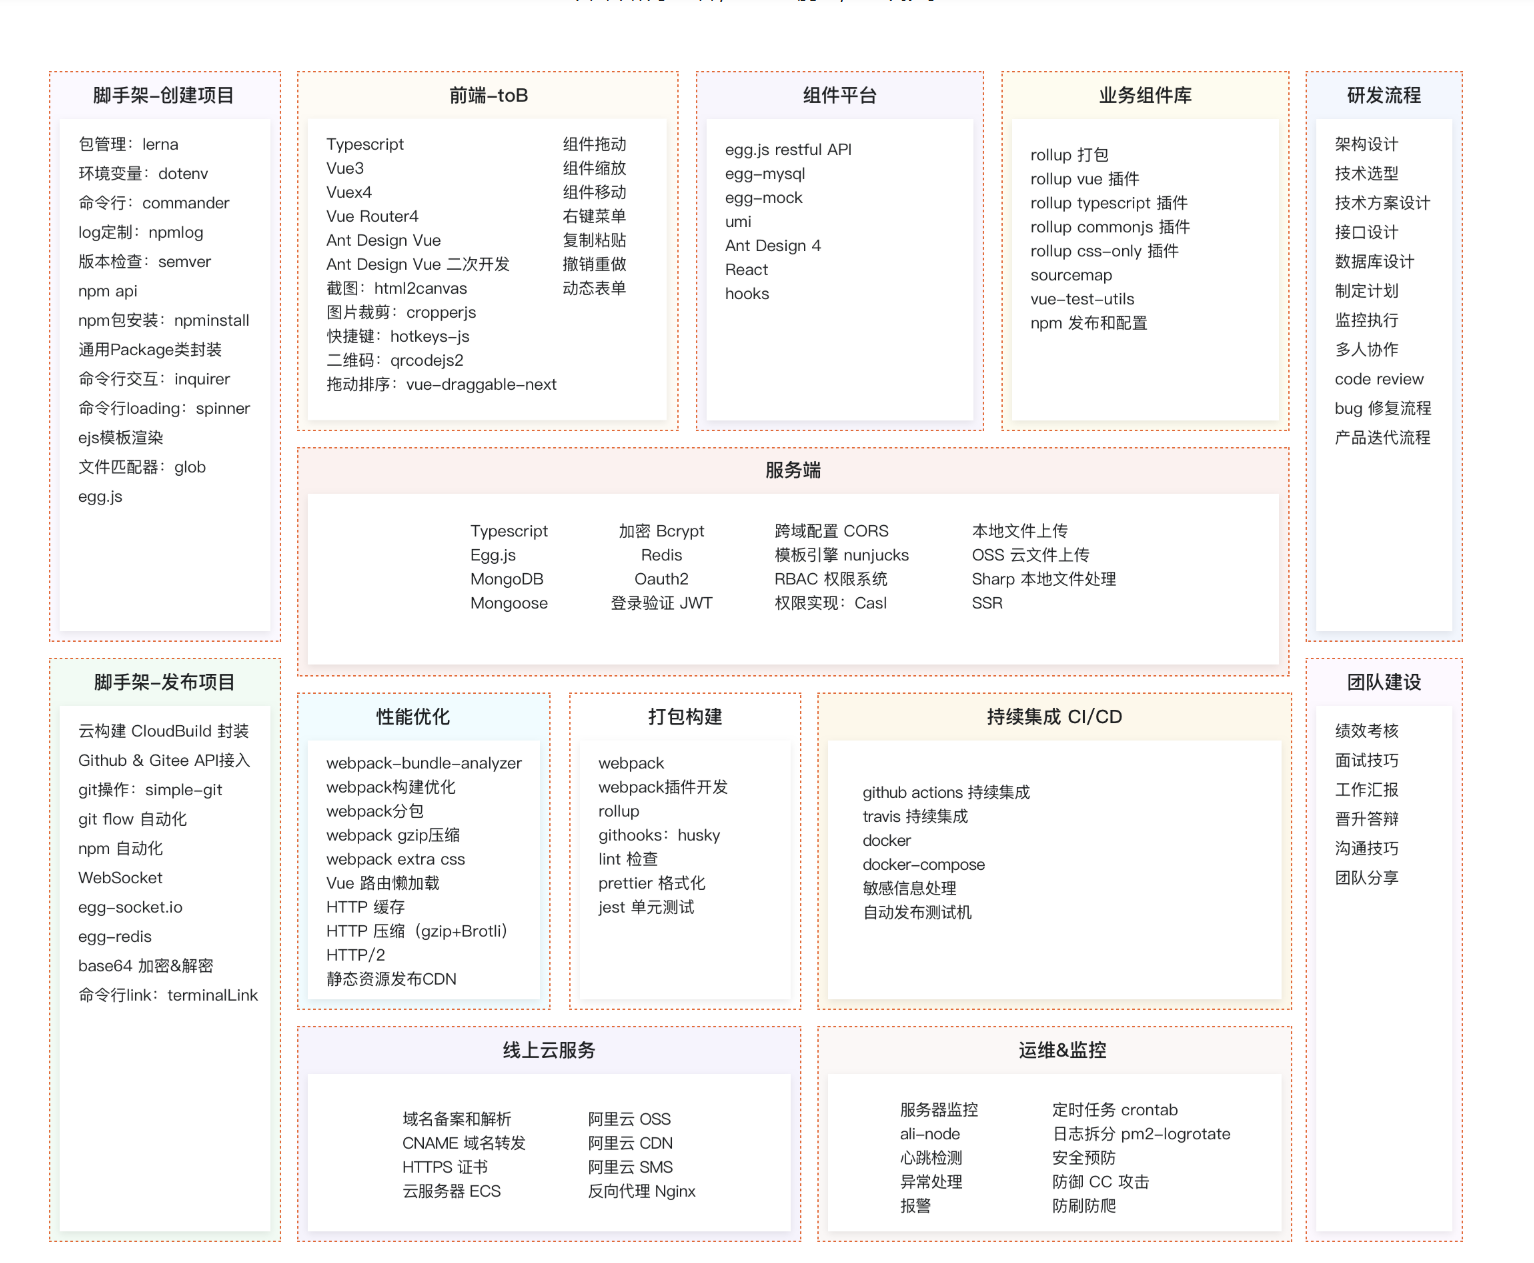 脚手架-创建项目
包管理：lerna
环境变量：dotenv
命令行：commander
log定制：npmlog
版本检查：semver
npm api
npm包安装：npminstall
通用Package类封装
命令行交互：inquirer
命令行loading：spinner
ejs模板渲染
文件匹配器：glob
egg.js
前端-toB
Typescript
Vue3
Vuex4
Vue Router4
Ant Design Vue
Ant Design Vue 二次开发
截图：html2canvas
图片裁剪：cropperjs
快捷键：hotkeys-js
二维码：qrcodejs2
拖动排序：vue-draggable-next
组件拖动
组件缩放
组件移动
右键菜单
复制粘贴
撤销重做
动态表单
组件平台
egg.js restful API
egg-mysql
egg-mock
umi
Ant Design 4
React
hooks
业务组件库
rollup 打包
rollup vue 插件
rollup typescript 插件
rollup commonjs 插件
rollup css-only 插件
sourcemap
vue-test-utils
npm 发布和配置
研发流程
架构设计
技术选型
技术方案设计
接口设计
数据库设计
制定计划
监控执行
多人协作
code review
bug 修复流程
产品迭代流程
服务端
Typescript
Egg.js
MongoDB
Mongoose
加密 Bcrypt
Redis
Oauth2
登录验证 JWT
跨域配置 CORS
模板引擎 nunjucks
RBAC 权限系统
权限实现：Casl
本地文件上传
OSS 云文件上传
Sharp 本地文件处理
SSR
脚手架-发布项目
云构建 CloudBuild 封装
Github & Gitee API接入
git操作：simple-git
git flow 自动化
npm 自动化
WebSocket
egg-socket.io
egg-redis
base64 加密&解密
命令行link：terminalLink
性能优化
webpack-bundle-analyzer
webpack构建优化
webpack分包
webpack gzip压缩
webpack extra css
Vue 路由懒加载
HTTP 缓存
HTTP 压缩（gzip+Brotli）
HTTP/2
静态资源发布CDN
打包构建
webpack
webpack插件开发
rollup
githooks：husky
lint 检查
prettier 格式化
jest 单元测试
持续集成 CI/CD
github actions 持续集成
travis 持续集成
docker
docker-compose
敏感信息处理
自动发布测试机
团队建设
绩效考核
面试技巧
工作汇报
晋升答辩
沟通技巧
团队分享
线上云服务
域名备案和解析
CNAME 域名转发
HTTPS 证书
云服务器 ECS
阿里云 OSS
阿里云 CDN
阿里云 SMS
反向代理 Nginx
运维&监控
服务器监控
ali-node
心跳检测
异常处理
报警
定时任务 crontab
日志拆分 pm2-logrotate
安全预防
防御 CC 攻击
防刷防爬